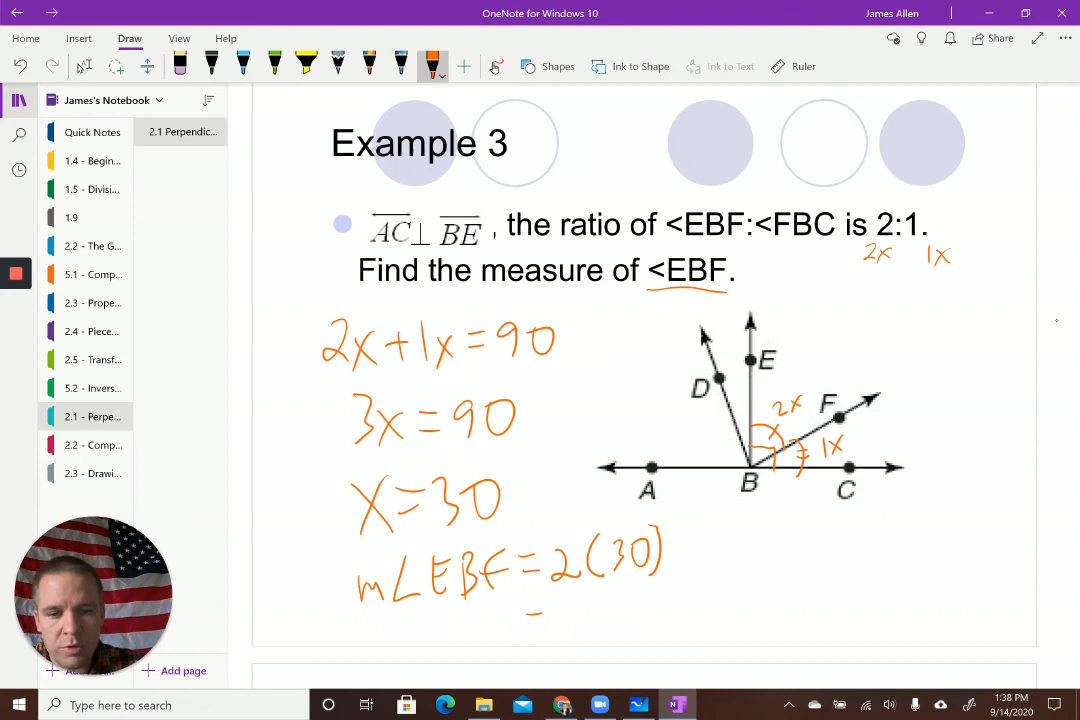 OneNote for Windows 10
James Allen
Home Insert Draw View Help
Shapes Ink to Shape Ink to Text Ruler Share
James's Notebook
Quick Notes
1.4 - Begin...
1.5 - Divisi...
1.9
2.2 - The G...
5.1 - Comp...
2.3 - Prope...
2.4 - Piece...
2.5 - Transf...
5.2 - Invers...
2.1 - Perpe...
2.2 - Comp...
2.3 - Drawi...
Add page
2.1 Perpendic...
Example 3
AC ⊥ BE, the ratio of <EBF:<FBC is 2:1.
2x 1x
Find the measure of <EBF.
2x + 1x = 90
3x = 90
x = 30
m∠EBF = 2(30)
=
D
E
2x
F
1x
A
B
C
Type here to search
1:38 PM
9/14/2020